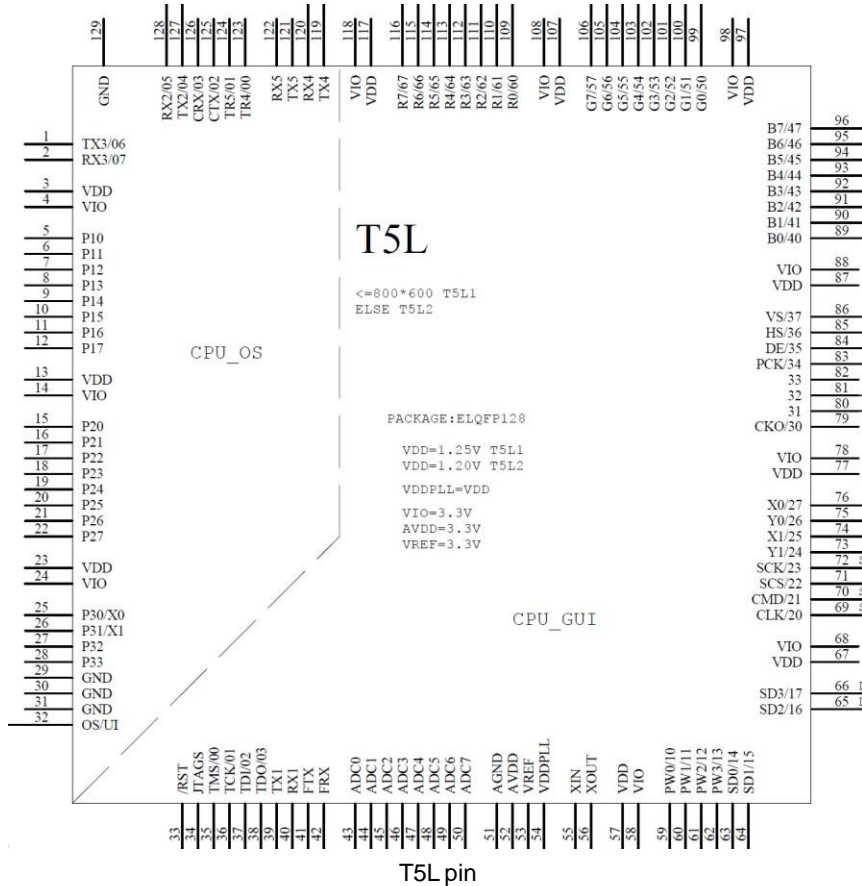 129 128 127 126 125 124 123 122 121 120 119 118 117 116 115 114 113 112 111 110 109 108 107 106 105 104 103 102 101 100 99 98 97
GND RX2/05 TX2/04 CRX/03 CTX/02 TR5/01 TR4/00 RX5 TX5 RX4 TX4 VIO VDD R7/67 R6/66 R5/65 R4/64 R3/63 R2/62 R1/61 R0/60 VIO VDD G7/57 G6/56 G5/55 G4/54 G3/53 G2/52 G1/51 G0/50 VIO VDD
1 TX3/06
2 RX3/07
3 VDD
4 VIO
5 P10
6 P11
7 P12
8 P13
9 P14
10 P15
11 P16
12 P17
13 VDD
14 VIO
15 P20
16 P21
17 P22
18 P23
19 P24
20 P25
21 P26
22 P27
23 VDD
24 VIO
25 P30/X0
26 P31/X1
27 P32
28 P33
29 GND
30 GND
31 GND
32 OS/UI
CPU_OS
T5L
<=800*600 T5L1
ELSE T5L2
PACKAGE:ELQFP128
VDD=1.25V T5L1
VDD=1.20V T5L2
VDDPLL=VDD
VIO=3.3V
AVDD=3.3V
VREF=3.3V
CPU_GUI
B7/47 96
B6/46 95
B5/45 94
B4/44 93
B3/43 92
B2/42 91
B1/41 90
B0/40 89
VIO 88
VDD 87
VS/37 86
HS/36 85
DE/35 84
PCK/34 83
33 82
32 81
31 80
CKO/30 79
VIO 78
VDD 77
X0/27 76
Y0/26 75
X1/25 74
Y1/24 73
SCK/23 72
SCS/22 71
CMD/21 70
CLK/20 69
VIO 68
VDD 67
SD3/17 66
SD2/16 65
/RST JTAGS TMS/00 TCK/01 TDI/02 TDO/03 TX1 RX1 FTX FRX ADC0 ADC1 ADC2 ADC3 ADC4 ADC5 ADC6 ADC7 AGND AVDD VREF VDDPLL XIN XOUT VDD VIO PW0/10 PW1/11 PW2/12 PW3/13 SD0/14 SD1/15
33 34 35 36 37 38 39 40 41 42 43 44 45 46 47 48 49 50 51 52 53 54 55 56 57 58 59 60 61 62 63 64
T5L pin